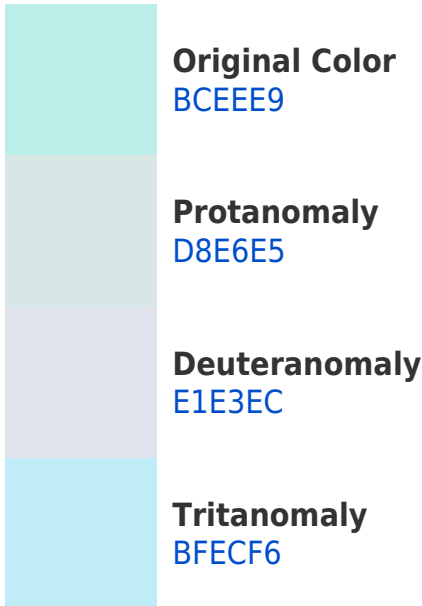 Original Color
BCEEE9
Protanomaly
D8E6E5
Deuteranomaly
E1E3EC
Tritanomaly
BFECF6